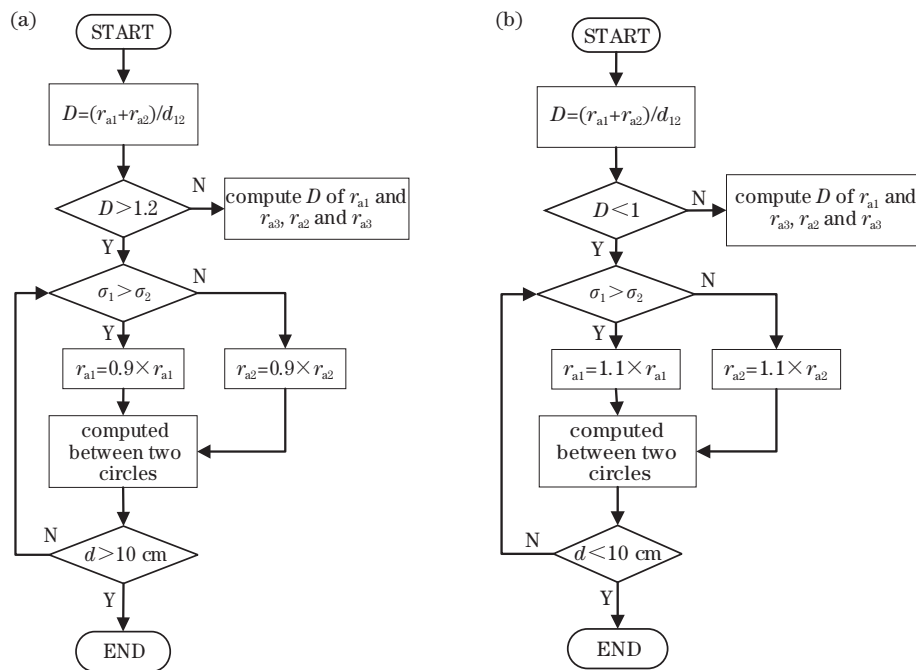 (a)
START
D=(rₐ₁+rₐ₂)/d₁₂
D>1.2
N
compute D of rₐ₁ and
rₐ₃, rₐ₂ and rₐ₃
Y
σ₁>σ₂
N
Y
rₐ₁=0.9×rₐ₁
rₐ₂=0.9×rₐ₂
computed
between two
circles
N
d>10 cm
Y
END
(b)
START
D=(rₐ₁+rₐ₂)/d₁₂
D<1
N
compute D of rₐ₁ and
rₐ₃, rₐ₂ and rₐ₃
Y
σ₁>σ₂
N
Y
rₐ₁=1.1×rₐ₁
rₐ₂=1.1×rₐ₂
computed
between two
circles
N
d<10 cm
Y
END